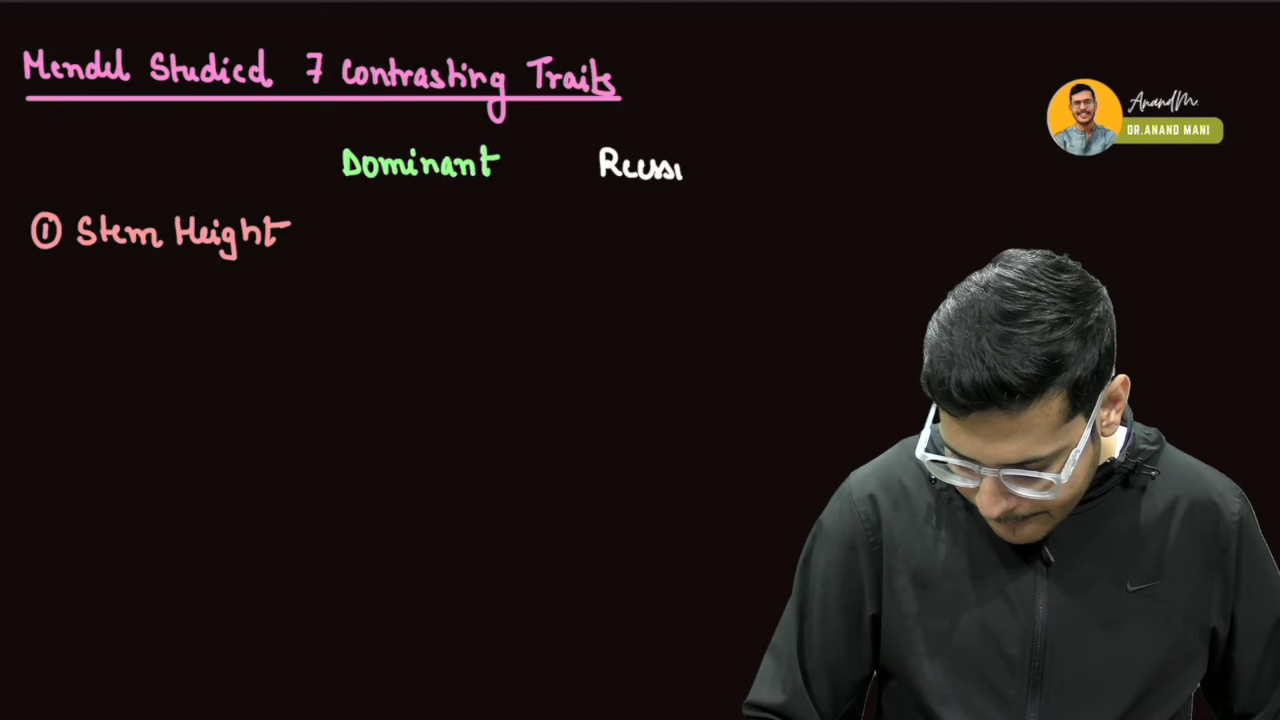 Mendel Studied 7 Contrasting Traits
AnandM.
DR.ANAND MANI
Dominant Recessi
① Stem Height